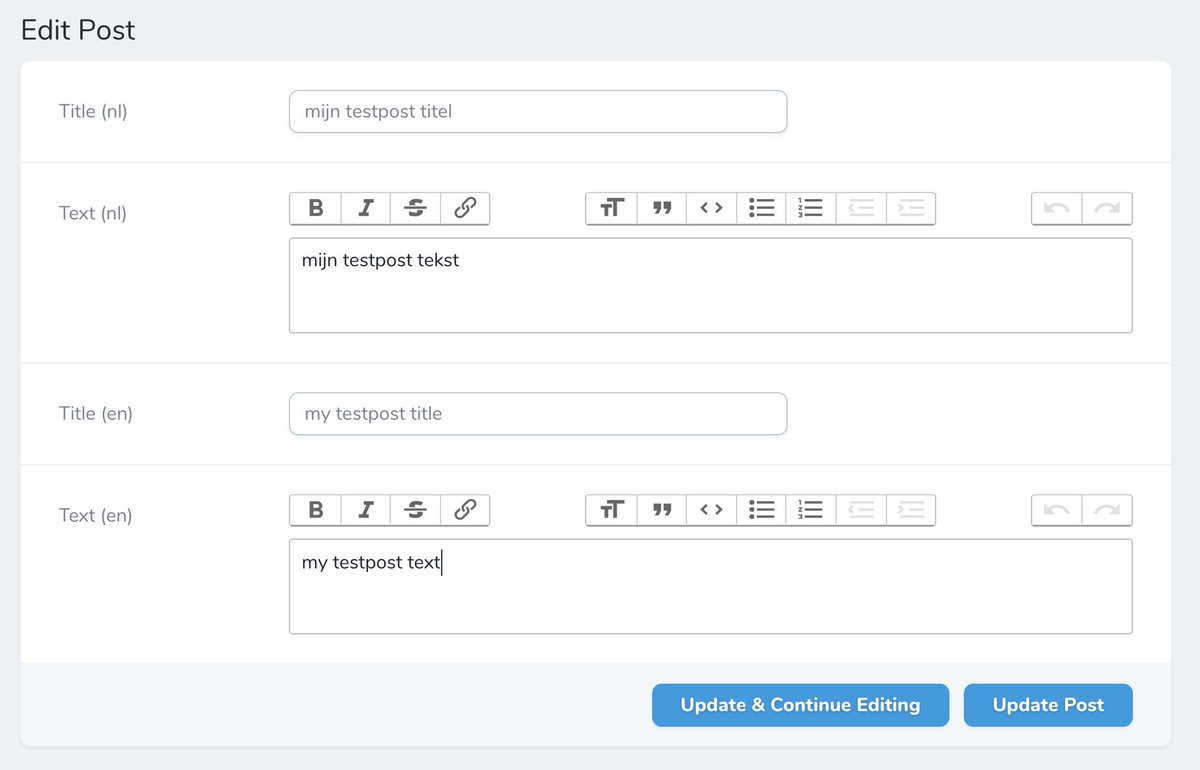 Edit Post
Title (nl)
mijn testpost titel
Text (nl)
mijn testpost tekst
Title (en)
my testpost title
Text (en)
my testpost text
Update & Continue Editing
Update Post